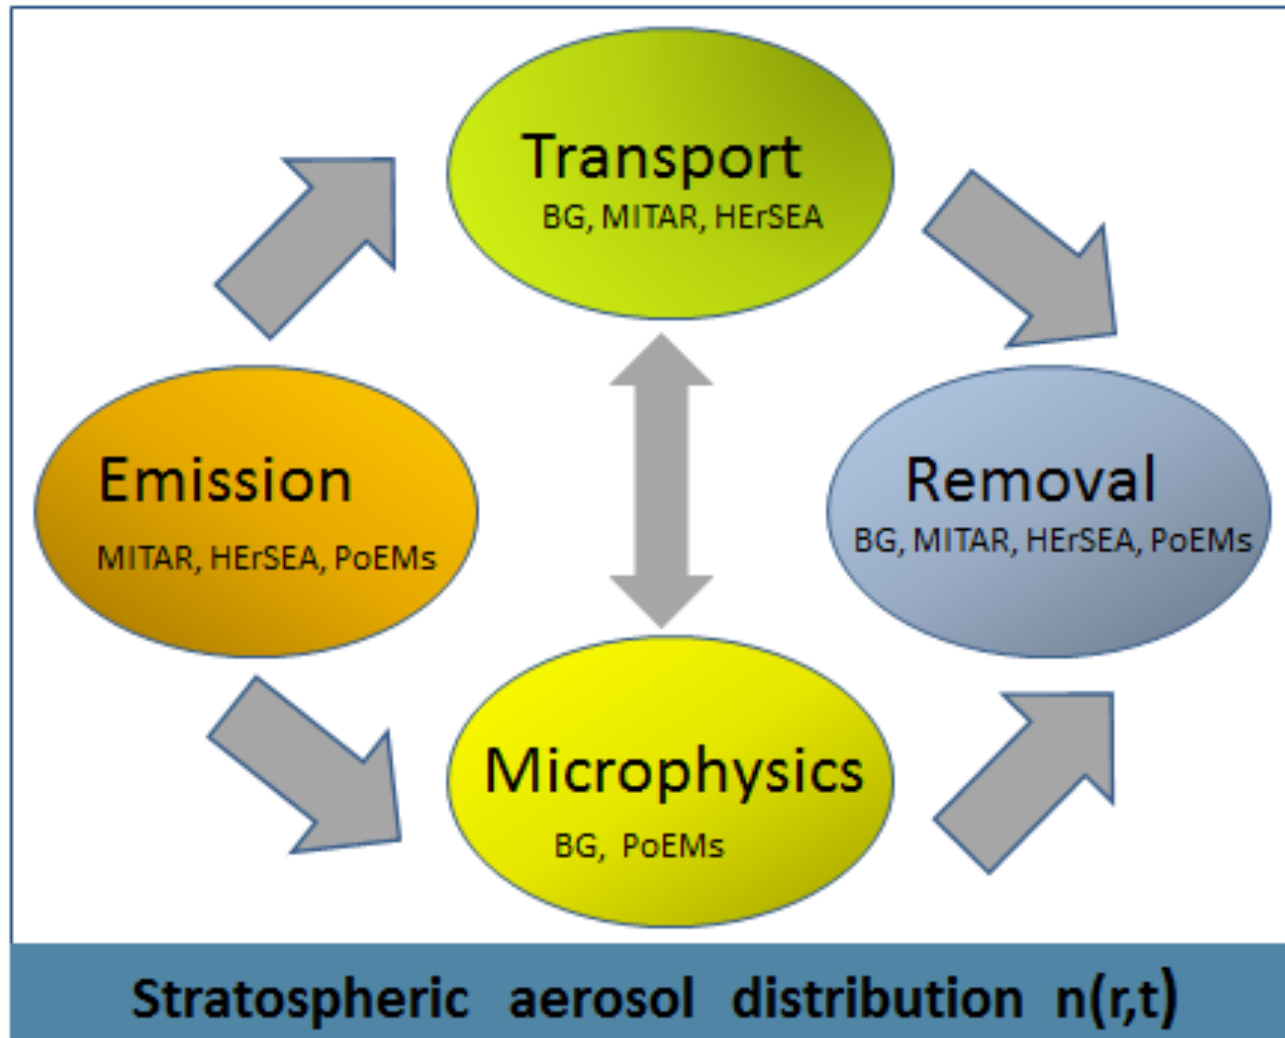 Transport
BG, MITAR, HErSEA
Emission
MITAR, HErSEA, PoEMs
Removal
BG, MITAR, HErSEA, PoEMs
Microphysics
BG, PoEMs
Stratospheric aerosol distribution n(r,t)